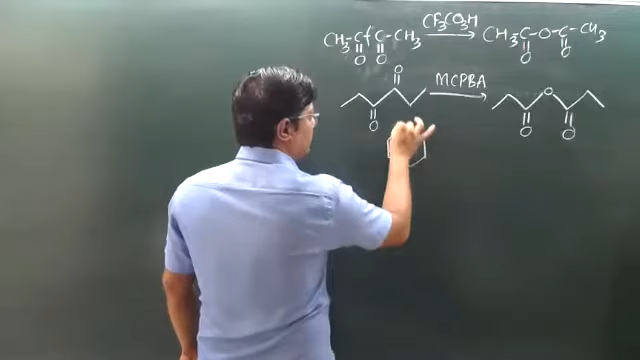 CH₃-C-C-CH₃ CF₃CO₃H CH₃-C-O-C-CH₃
O O O O
O MCPBA O
O O O